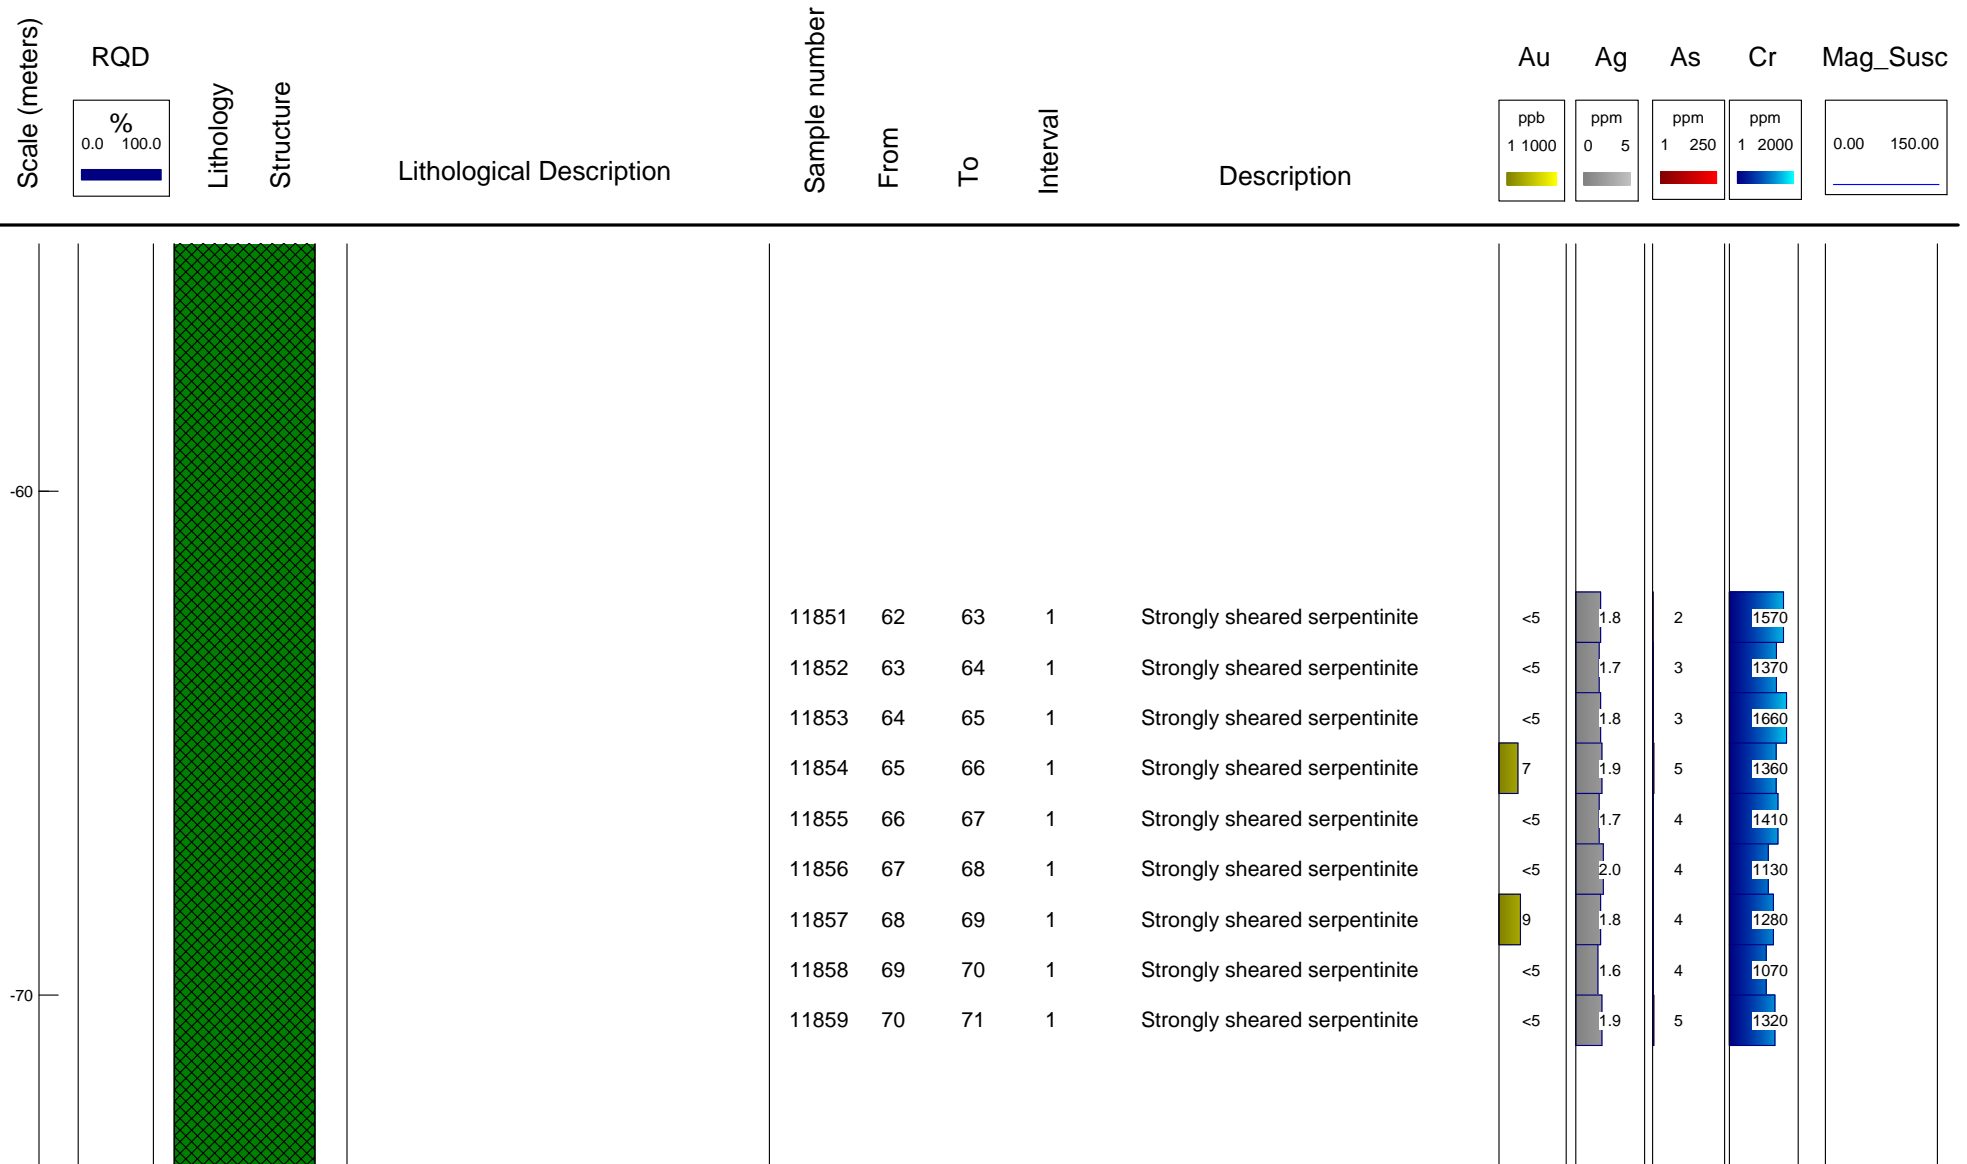 Scale (meters)
RQD
%
0.0 100.0
Lithology
Structure
Lithological Description
Sample number
From
To
Interval
Description
Au
ppb
1 1000
Ag
ppm
0 5
As
ppm
1 250
Cr
ppm
1 2000
Mag_Susc
0.00 150.00
-60
11851 62 63 1 Strongly sheared serpentinite <5 1.8 2 1570
11852 63 64 1 Strongly sheared serpentinite <5 1.7 3 1370
11853 64 65 1 Strongly sheared serpentinite <5 1.8 3 1660
11854 65 66 1 Strongly sheared serpentinite 7 1.9 5 1360
11855 66 67 1 Strongly sheared serpentinite <5 1.7 4 1410
11856 67 68 1 Strongly sheared serpentinite <5 2.0 4 1130
11857 68 69 1 Strongly sheared serpentinite 9 1.8 4 1280
11858 69 70 1 Strongly sheared serpentinite <5 1.6 4 1070
-70
11859 70 71 1 Strongly sheared serpentinite <5 1.9 5 1320